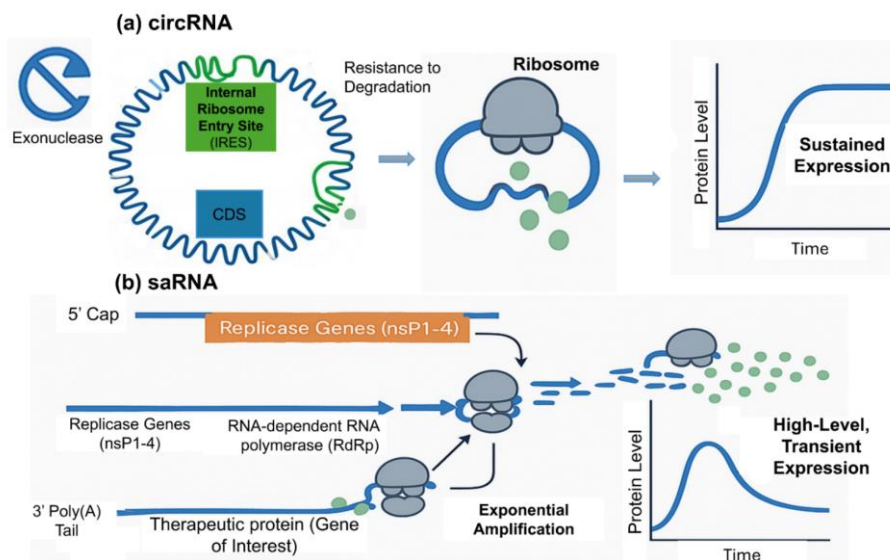 (a) circRNA
Exonuclease
Internal
Ribosome
Entry Site
(IRES)
CDS
Resistance to
Degradation
Ribosome
Protein Level
Sustained
Expression
Time
(b) saRNA
5' Cap
Replicase Genes (nsP1-4)
Replicase Genes
(nsP1-4)
RNA-dependent RNA
polymerase (RdRp)
3' Poly(A)
Tail
Therapeutic protein (Gene
of Interest)
Exponential
Amplification
Protein Level
High-Level,
Transient
Expression
Time